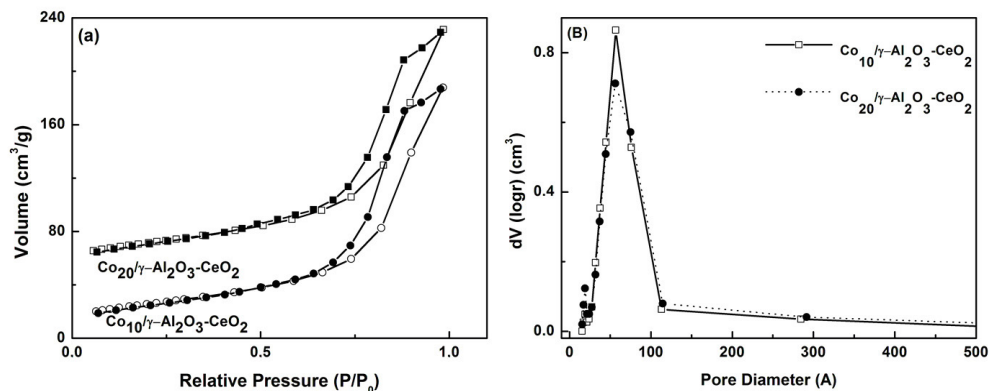 (a)
240
160
80
0
Volume (cm³/g)
Co₂₀/γ−Al₂O₃-CeO₂
Co₁₀/γ−Al₂O₃-CeO₂
0.0 0.5 1.0
Relative Pressure (P/P₀)
(B)
Co₁₀/γ-Al₂O₃-CeO₂
Co₂₀/γ-Al₂O₃-CeO₂
0.8
0.4
0.0
dV (logr) (cm³)
0 100 200 300 400 500
Pore Diameter (A)